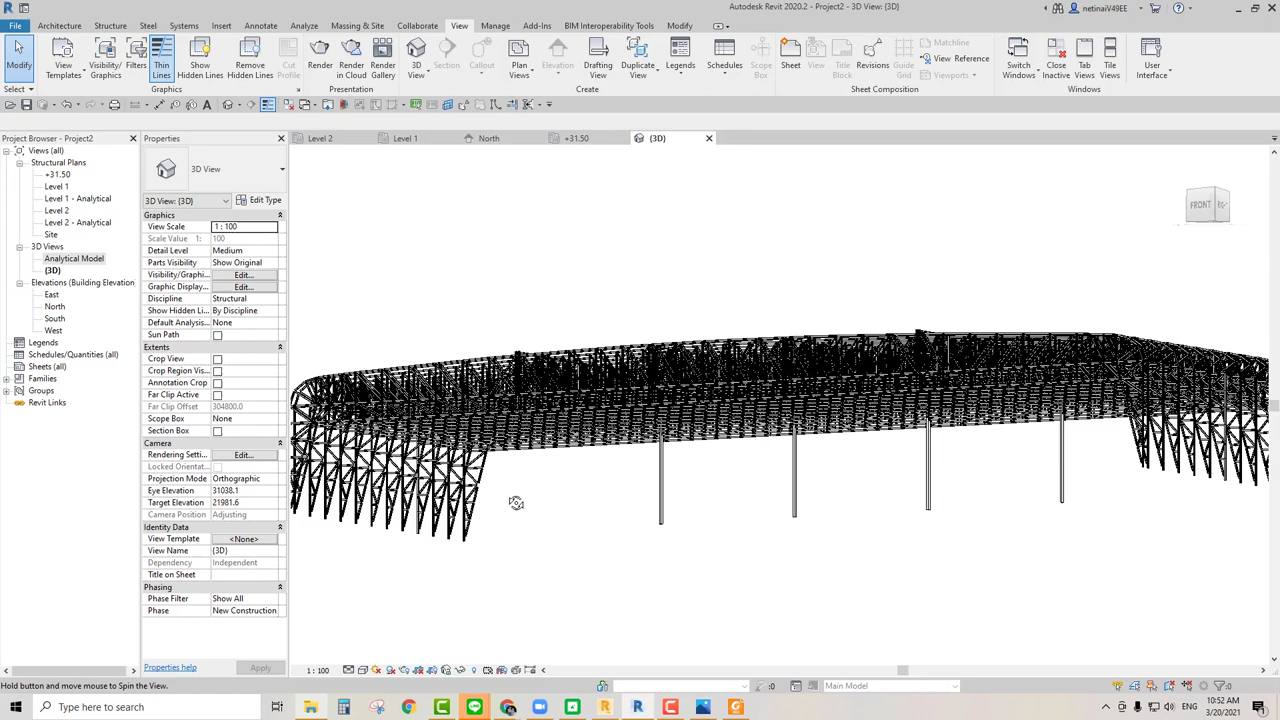 Autodesk Revit 2020.2 - Project2 - 3D View: {3D}
netinaiV49EE
File Architecture Structure Steel Systems Insert Annotate Analyze Massing & Site Collaborate View Manage Add-Ins BIM Interoperability Tools Modify
Modify
View Templates
Visibility/ Graphics
Filters
Thin Lines
Show Hidden Lines
Remove Hidden Lines
Cut Profile
Render
Render in Cloud
Render Gallery
3D View
Section
Callout
Plan Views
Elevation
Drafting View
Duplicate View
Legends
Schedules
Scope Box
Sheet
View
Title Block
Revisions
Guide Grid
Matchline
View Reference
Viewports
Switch Windows
Close Inactive
Tab Views
Tile Views
User Interface
Select
Graphics
Presentation
Create
Sheet Composition
Windows
Project Browser - Project2
Views (all)
Structural Plans
+31.50
Level 1
Level 1 - Analytical
Level 2
Level 2 - Analytical
Site
3D Views
Analytical Model
{3D}
Elevations (Building Elevation
East
North
South
West
Legends
Schedules/Quantities (all)
Sheets (all)
Families
Groups
Revit Links
Properties
3D View
3D View: {3D} Edit Type
Graphics
View Scale 1 : 100
Scale Value 1: 100
Detail Level Medium
Parts Visibility Show Original
Visibility/Graphi... Edit...
Graphic Display... Edit...
Discipline Structural
Show Hidden Li... By Discipline
Default Analysis... None
Sun Path
Extents
Crop View
Crop Region Vis...
Annotation Crop
Far Clip Active
Far Clip Offset 304800.0
Scope Box None
Section Box
Camera
Rendering Setti... Edit...
Locked Orientat...
Projection Mode Orthographic
Eye Elevation 31038.1
Target Elevation 21981.6
Camera Position Adjusting
Identity Data
View Template <None>
View Name {3D}
Dependency Independent
Title on Sheet
Phasing
Phase Filter Show All
Phase New Construction
Properties help Apply
Level 2 Level 1 North +31.50 {3D}
FRONT
1 : 100
Hold button and move mouse to Spin the View.
:0
Main Model
:0
Type here to search
ENG
10:52 AM
3/20/2021